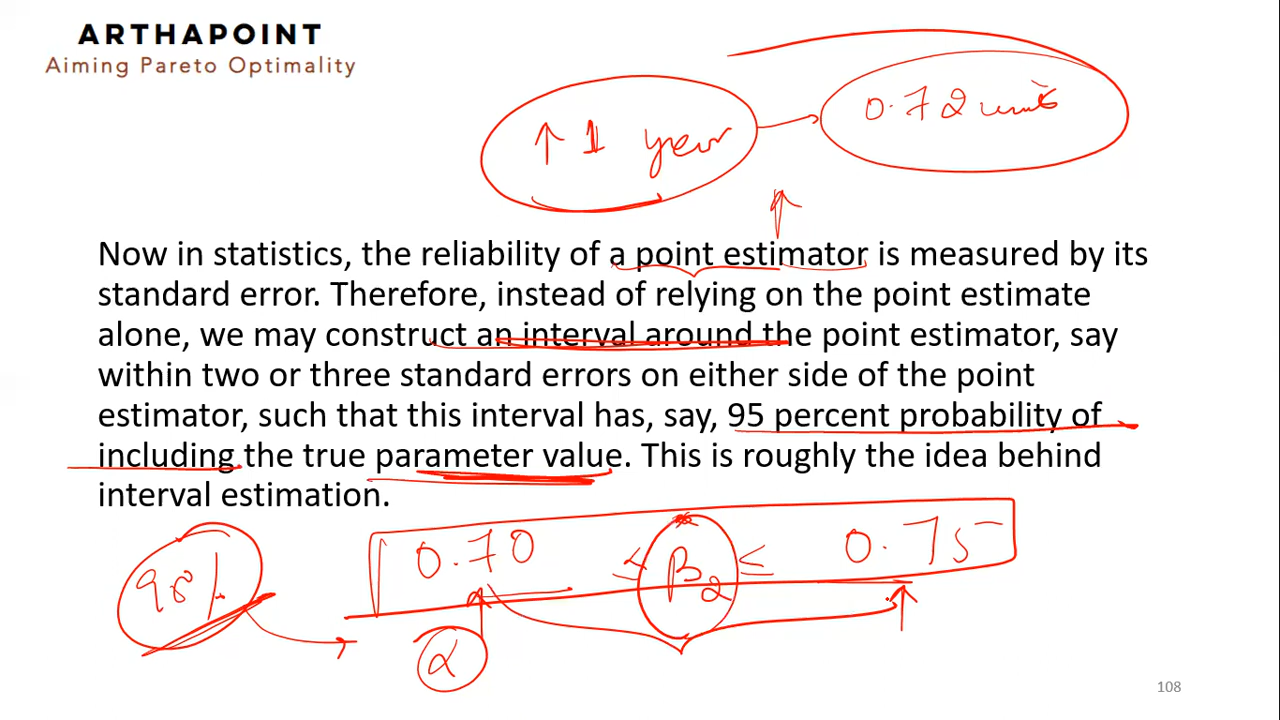 ARTHAPOINT
Aiming Pareto Optimality
↑ 1 year → 0.72 units
Now in statistics, the reliability of a point estimator is measured by its
standard error. Therefore, instead of relying on the point estimate
alone, we may construct an interval around the point estimator, say
within two or three standard errors on either side of the point
estimator, such that this interval has, say, 95 percent probability of
including the true parameter value. This is roughly the idea behind
interval estimation.
98% 0.70 ≤ β2 ≤ 0.75
α
108